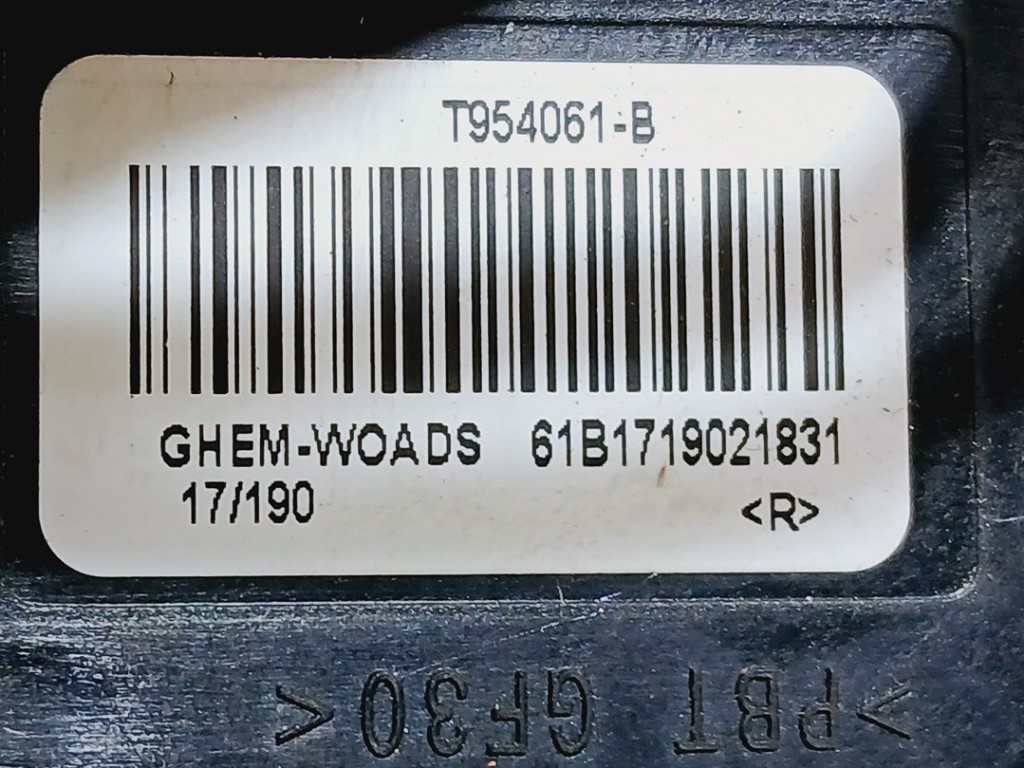 T954061-B
GHEM-WOADS 61B1719021831
17/190 <R>
>PBT GF30<